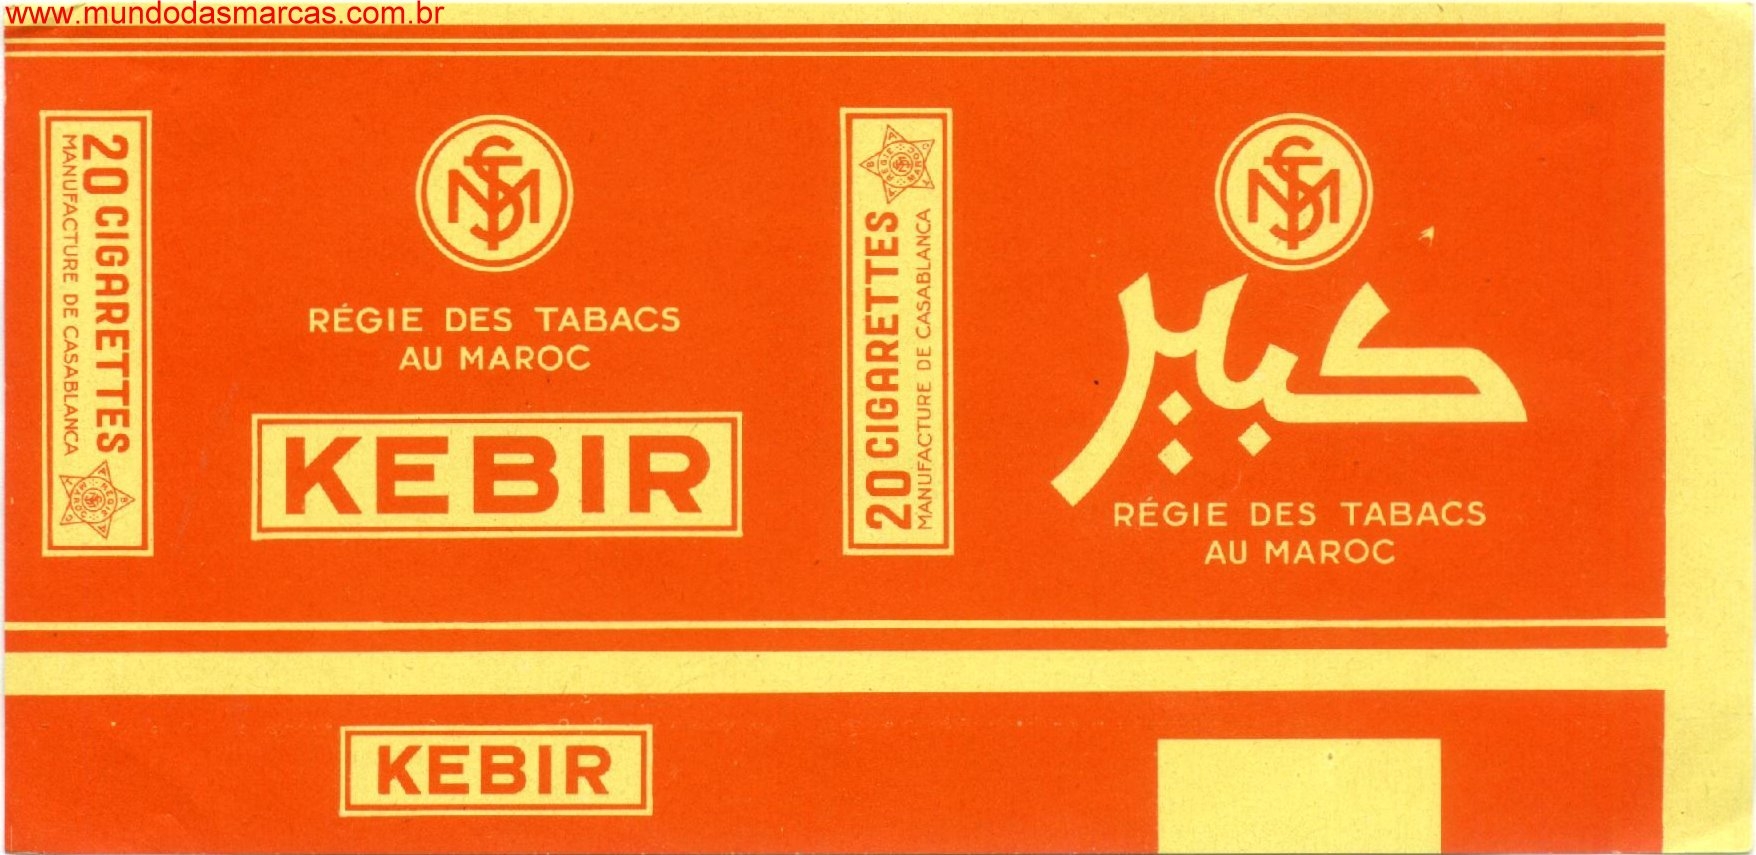 www.mundodasmarcas.com.br
20 CIGARETTES
MANUFACTURE DE CASABLANCA
RÉGIE DES TABACS
AU MAROC
KEBIR
20 CIGARETTES
MANUFACTURE DE CASABLANCA
كبير
RÉGIE DES TABACS
AU MAROC
KEBIR